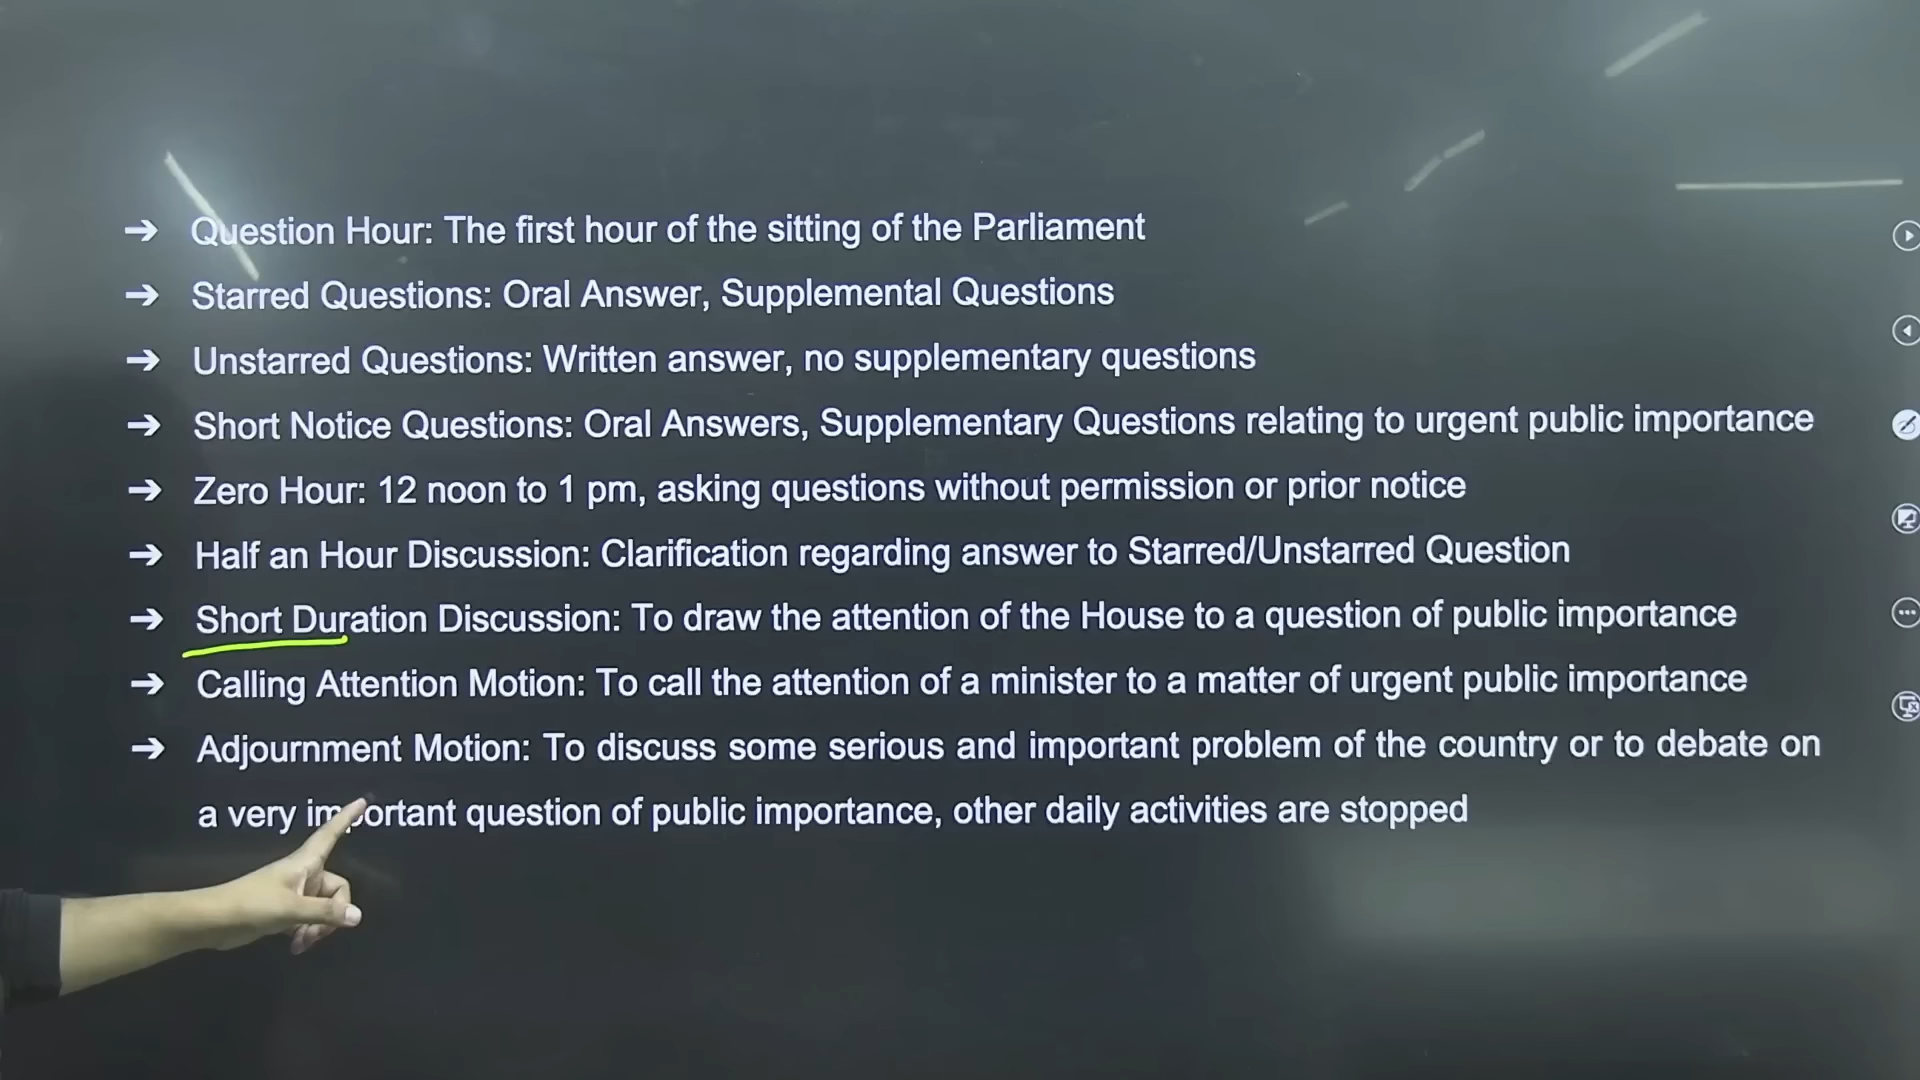 ➔ Question Hour: The first hour of the sitting of the Parliament
➔ Starred Questions: Oral Answer, Supplemental Questions
➔ Unstarred Questions: Written answer, no supplementary questions
➔ Short Notice Questions: Oral Answers, Supplementary Questions relating to urgent public importance
➔ Zero Hour: 12 noon to 1 pm, asking questions without permission or prior notice
➔ Half an Hour Discussion: Clarification regarding answer to Starred/Unstarred Question
➔ Short Duration Discussion: To draw the attention of the House to a question of public importance
➔ Calling Attention Motion: To call the attention of a minister to a matter of urgent public importance
➔ Adjournment Motion: To discuss some serious and important problem of the country or to debate on
a very important question of public importance, other daily activities are stopped